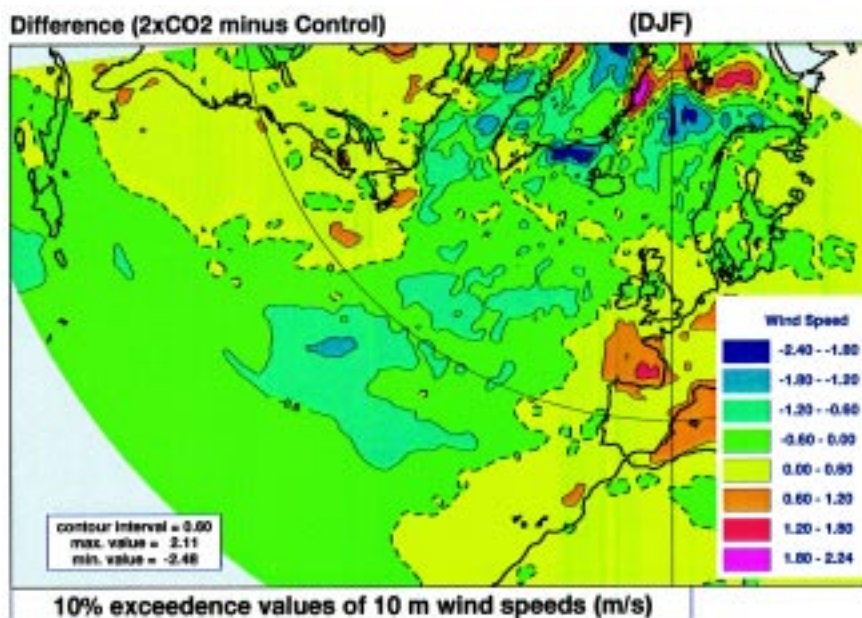 Difference (2xCO2 minus Control)
(DJF)
Wind Speed
-2.40 - -1.80
-1.80 - -1.20
-1.20 - -0.60
-0.60 - 0.00
0.00 - 0.60
0.60 - 1.20
1.20 - 1.80
1.80 - 2.24
contour interval = 0.60
max. value = 2.11
min. value = -2.48
10% exceedence values of 10 m wind speeds (m/s)